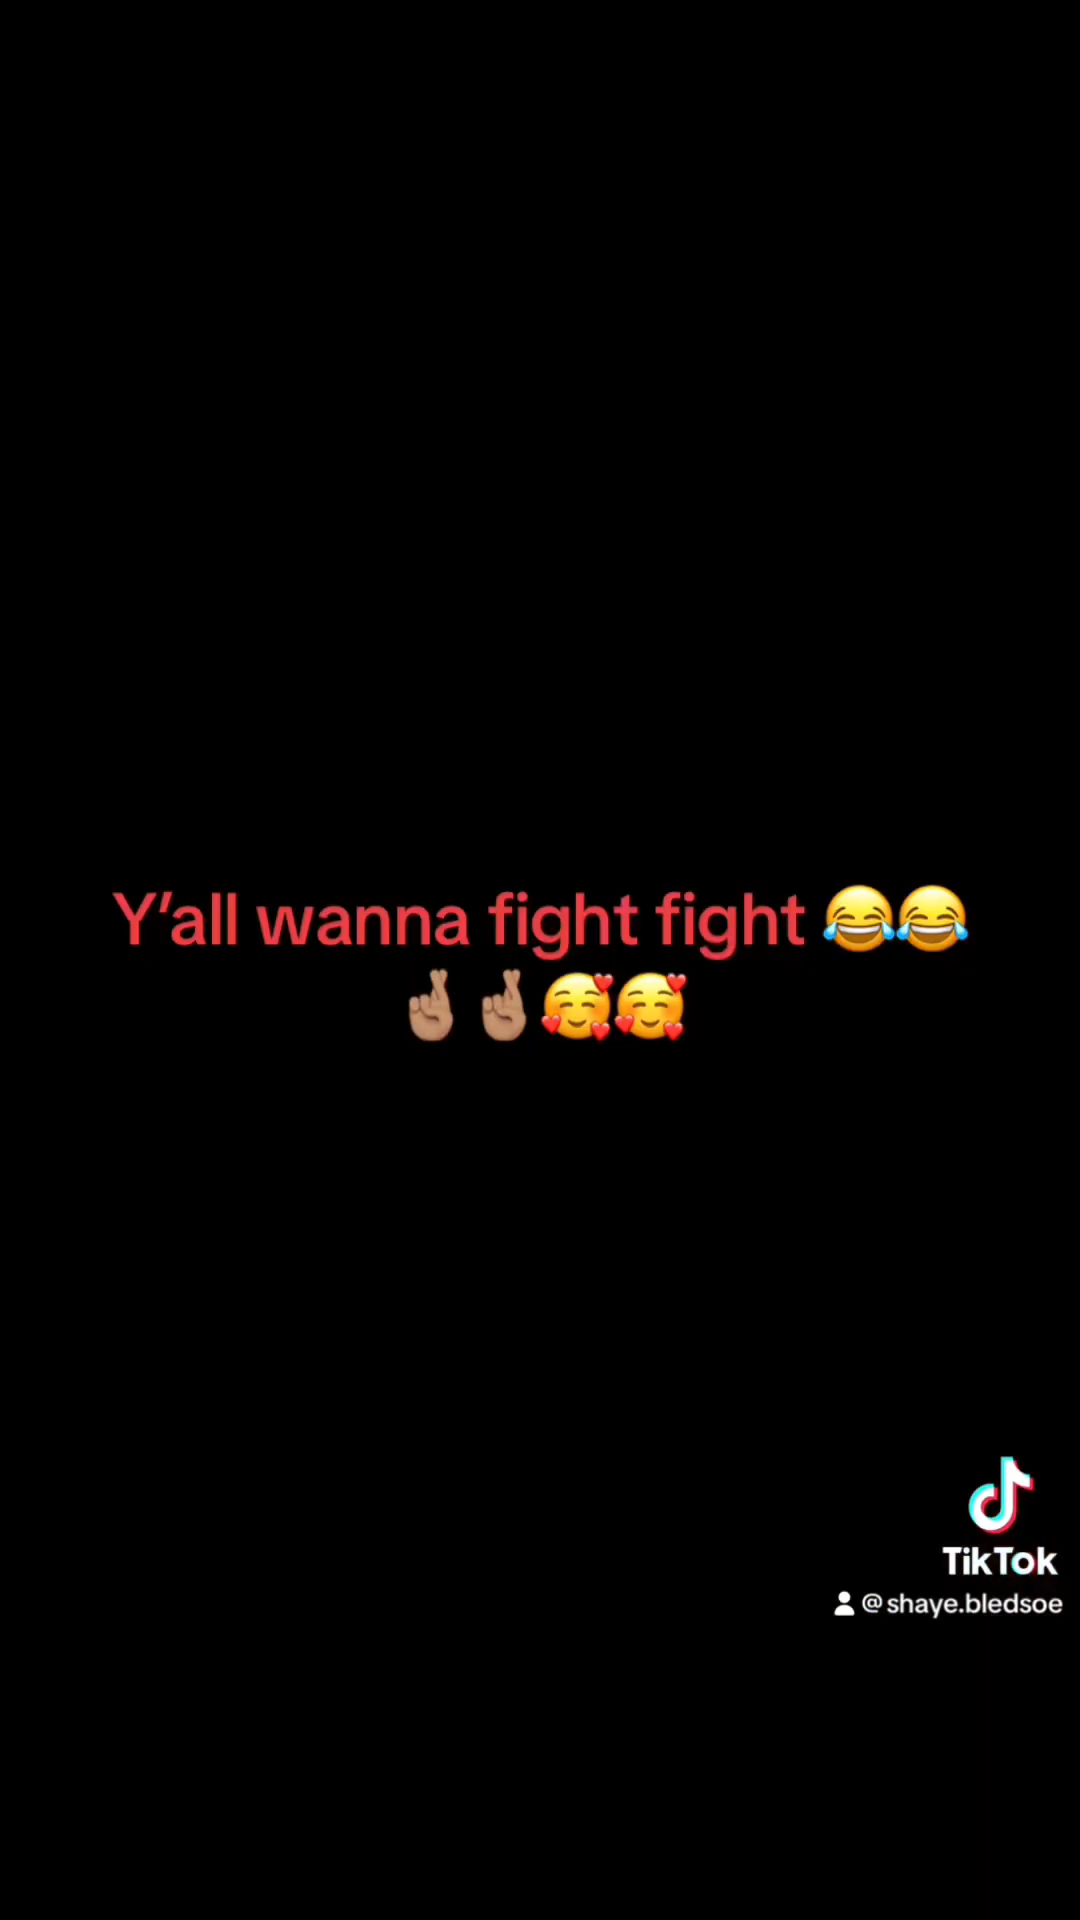 Y’all wanna fight fight 😂😂
🤞🏽🤞🏽🥰🥰
TikTok
@shaye.bledsoe